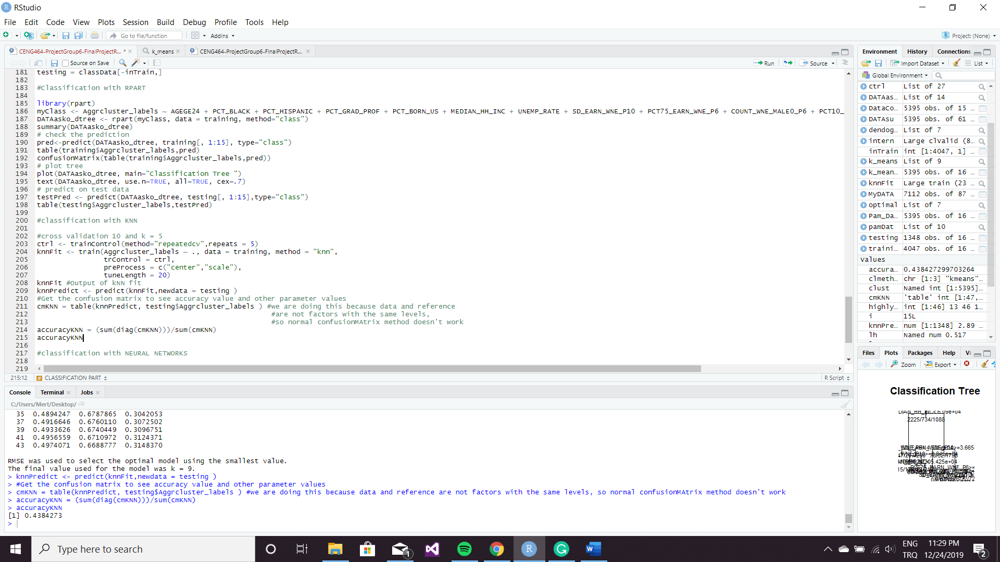 RStudio
File Edit Code View Plots Session Build Debug Profile Tools Help
Go to file/function Addins Project: (None)
CENG464-ProjectGroup6-FinalProjectR... * k_means CENG464-ProjectGroup6-FinalProjectR...
Source on Save Run Source
181 testing = classData[-inTrain,]
182
183 #Classification with RPART
184
185 library(rpart)
186 myClass <- Aggrcluster_labels ~ AGEGE24 + PCT_BLACK + PCT_HISPANIC + PCT_GRAD_PROF + PCT_BORN_US + MEDIAN_HH_INC + UNEMP_RATE + SD_EARN_WNE_P10 + PCT75_EARN_WNE_P6 + COUNT_WNE_MALE0_P6 + PCT10_
187 DATAasko_dtree <- rpart(myClass, data = training, method="class")
188 summary(DATAasko_dtree)
189 # check the prediction
190 pred<-predict(DATAasko_dtree, training[, 1:15], type="class")
191 table(training$Aggrcluster_labels,pred)
192 confusionMatrix(table(training$Aggrcluster_labels,pred))
193 # plot tree
194 plot(DATAasko_dtree, main="Classification Tree ")
195 text(DATAasko_dtree, use.n=TRUE, all=TRUE, cex=.7)
196 # predict on test data
197 testPred <- predict(DATAasko_dtree, testing[, 1:15],type="class")
198 table(testing$Aggrcluster_labels,testPred)
199
200 #classification with KNN
201
202 #cross validation 10 and k = 5
203 ctrl <- trainControl(method="repeatedcv",repeats = 5)
204 knnFit <- train(Aggrcluster_labels ~ ., data = training, method = "knn",
205 trControl = ctrl,
206 preProcess = c("center","scale"),
207 tuneLength = 20)
208 knnFit #Output of kNN fit
209 knnPredict <- predict(knnFit,newdata = testing )
210 #Get the confusion matrix to see accuracy value and other parameter values
211 cmKNN = table(knnPredict, testing$Aggrcluster_labels ) #we are doing this because data and reference
212 #are not factors with the same levels,
213 #so normal confusionMAtrix method doesn't work
214 accuracyKNN = (sum(diag(cmKNN)))/sum(cmKNN)
215 accuracyKNN
216
217 #classification with NEURAL NETWORKS
218
219
215:12 # CLASSIFICATION PART R Script
Console Terminal Jobs
C:/Users/Mert/Desktop/
35 0.4894247 0.6787865 0.3042053
37 0.4916646 0.6760110 0.3072502
39 0.4933626 0.6740449 0.3096751
41 0.4956559 0.6710972 0.3124371
43 0.4974071 0.6688777 0.3148370
RMSE was used to select the optimal model using the smallest value.
The final value used for the model was k = 9.
> knnPredict <- predict(knnFit,newdata = testing )
> #Get the confusion matrix to see accuracy value and other parameter values
> cmKNN = table(knnPredict, testing$Aggrcluster_labels ) #we are doing this because data and reference are not factors with the same levels, so normal confusionMAtrix method doesn't work
> accuracyKNN = (sum(diag(cmKNN)))/sum(cmKNN)
> accuracyKNN
[1] 0.4384273
>
Environment History Connections
Import Dataset List
Global Environment
ctrl List of 27
DATAas... List of 14
DataCo... 5395 obs. of 15 ...
DATAsu 5395 obs. of 61 ...
dendog... List of 7
intern Large clValid (8...
inTrain int [1:4047, 1] ...
k_means List of 9
k_mean... 5395 obs. of 16 ...
knnFit Large train (23 ...
MyDATA 7112 obs. of 87 ...
optimal List of 7
Pam_Da... 5395 obs. of 16 ...
pamDat List of 10
testing 1348 obs. of 16 ...
traini... 4047 obs. of 16 ...
Values
accura... 0.438427299703264
clmeth... chr [1:3] "kmeans"...
clust Named int [1:5395]...
cmKNN 'table' int [1:47,...
highly... int [1:46] 13 46 1...
i 15L
knnPre... num [1:1348] 2.89 ...
lh Named num 0.517
Files Plots Packages Help Vi
Zoom Export
Classification Tree
2225/734/1088
Type here to search
1
ENG 11:29 PM
TRQ 12/24/2019 2